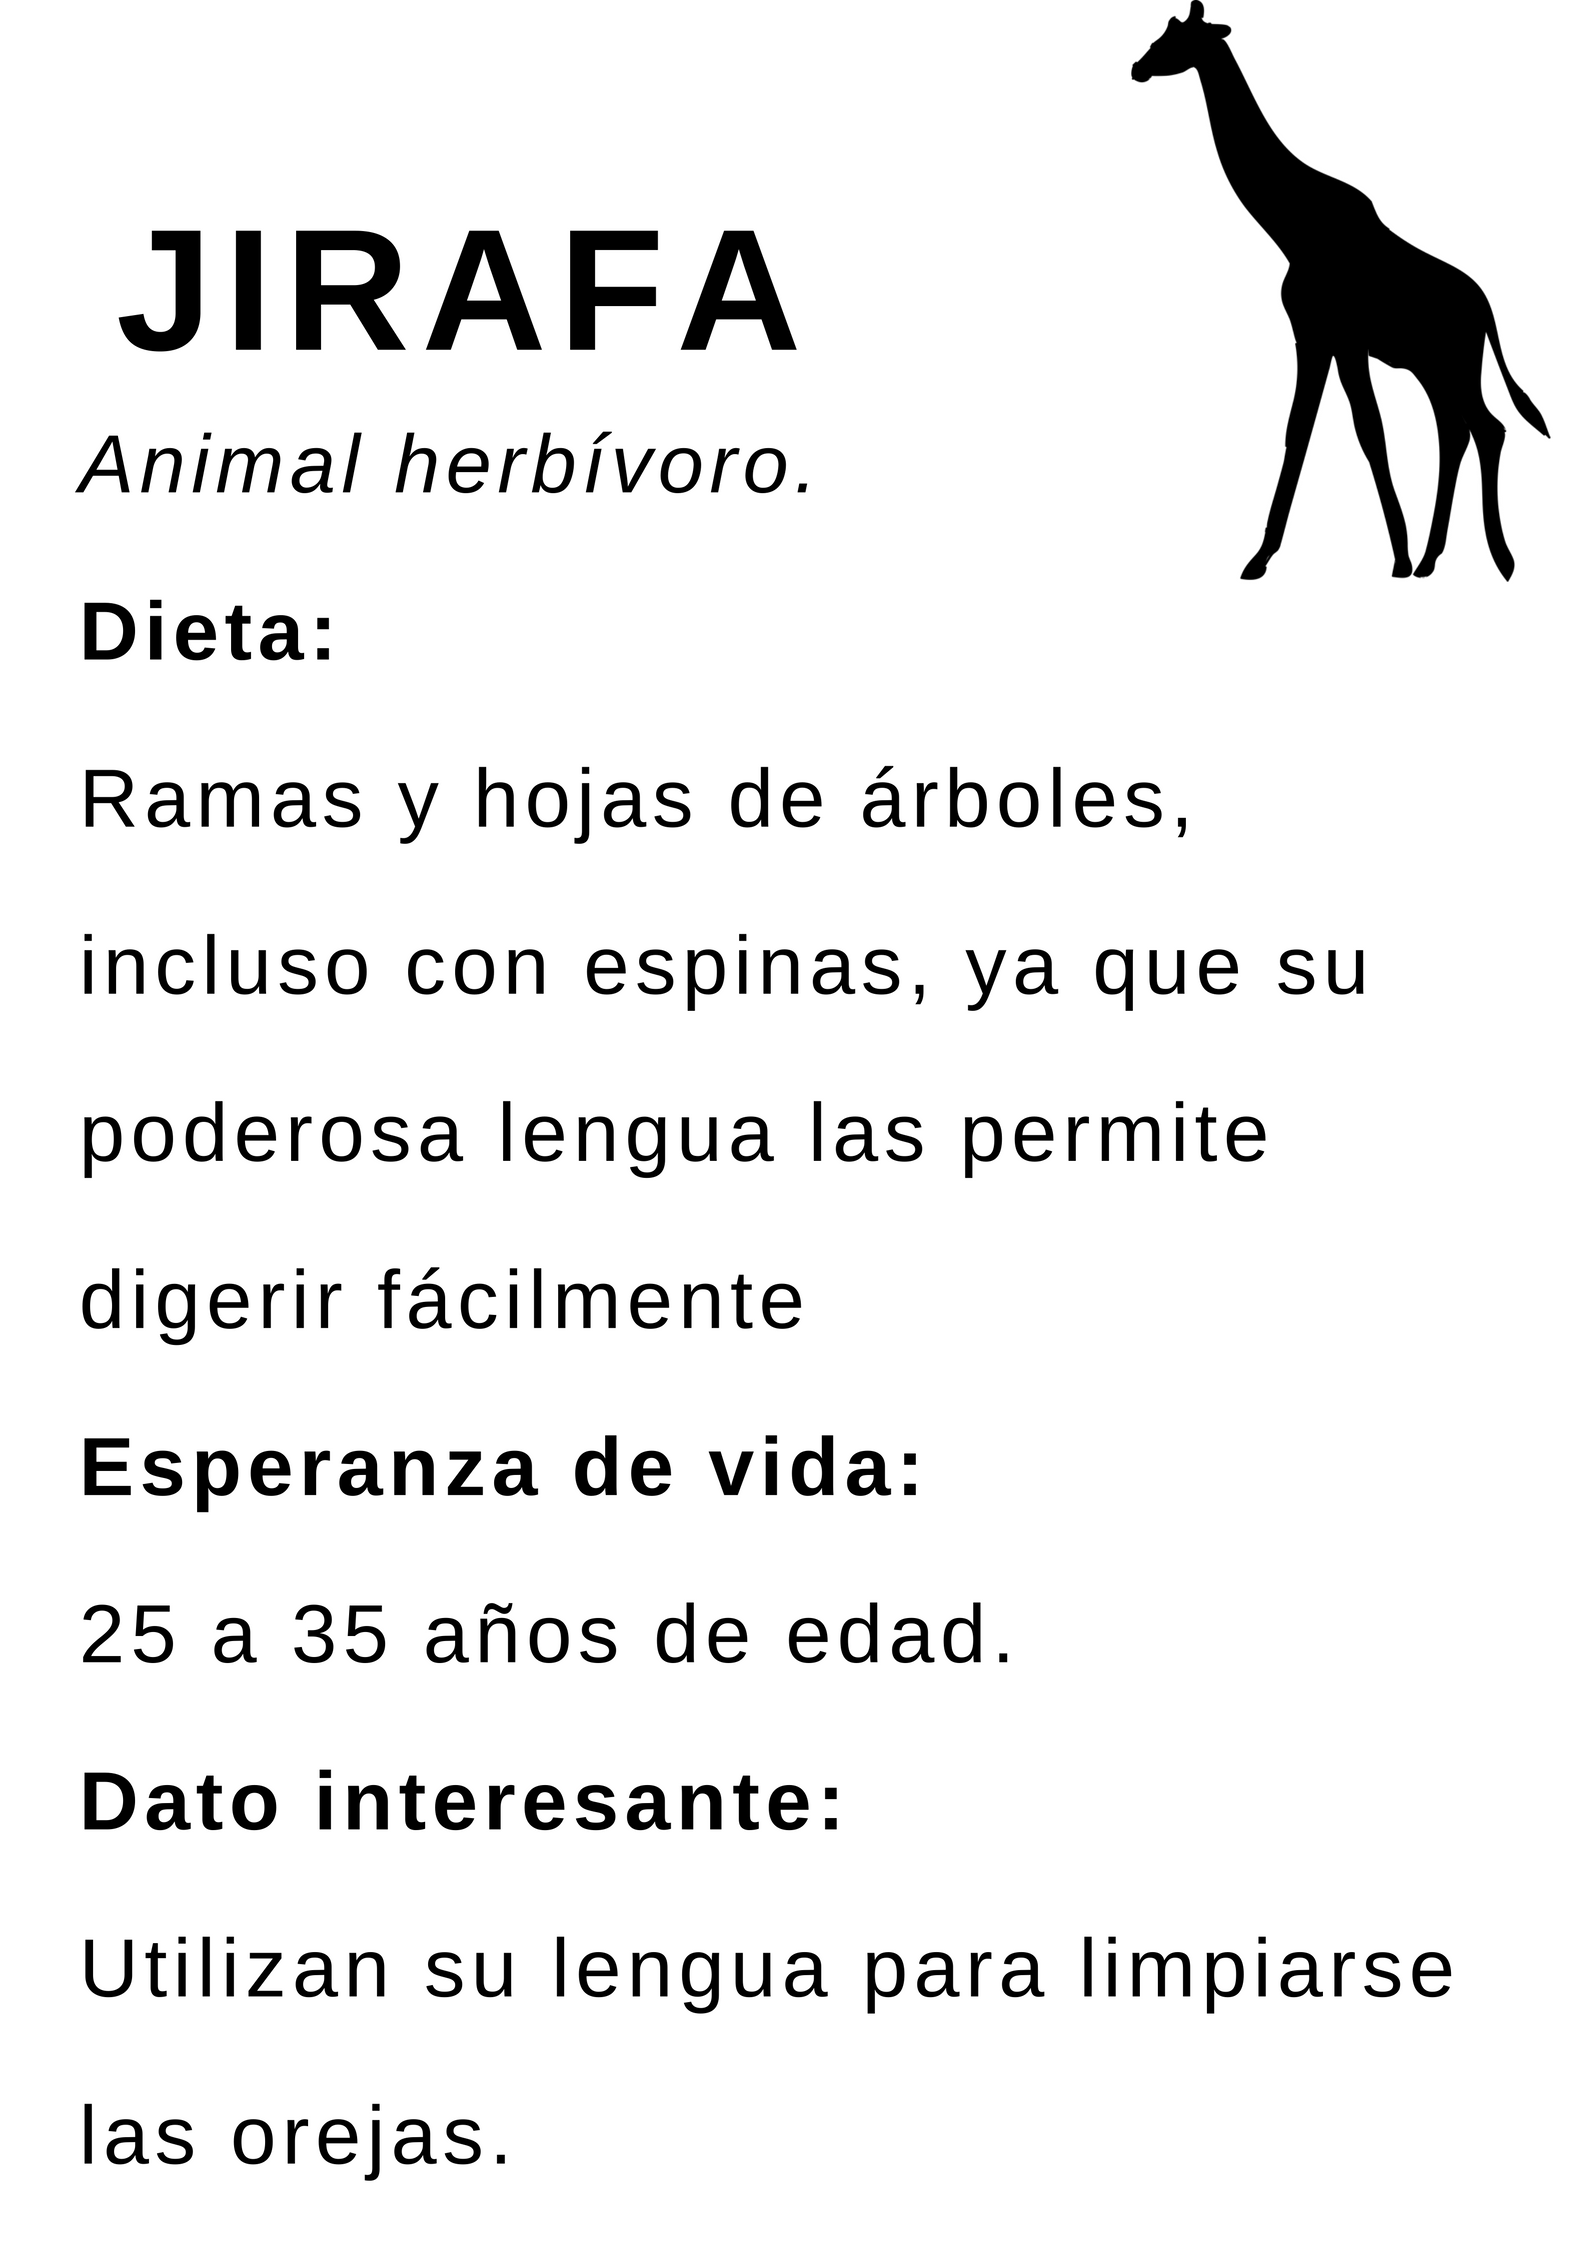 JIRAFA
Animal herbívoro.
Dieta:
Ramas y hojas de árboles,
incluso con espinas, ya que su
poderosa lengua las permite
digerir fácilmente
Esperanza de vida:
25 a 35 años de edad.
Dato interesante:
Utilizan su lengua para limpiarse
las orejas.